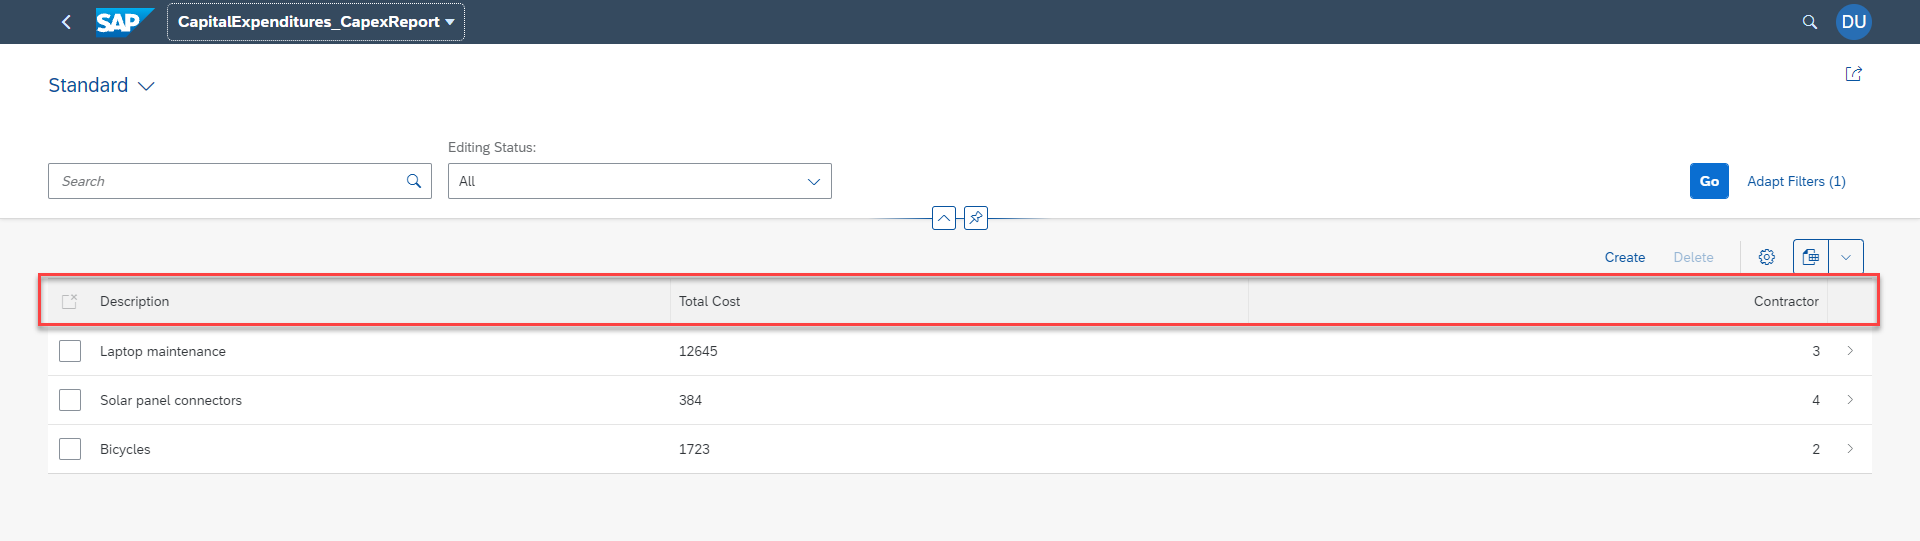 SAP CapitalExpenditures_CapexReport DU
Standard
Editing Status:
Search All Go Adapt Filters (1)
Create Delete
Description Total Cost Contractor
Laptop maintenance 12645 3
Solar panel connectors 384 4
Bicycles 1723 2